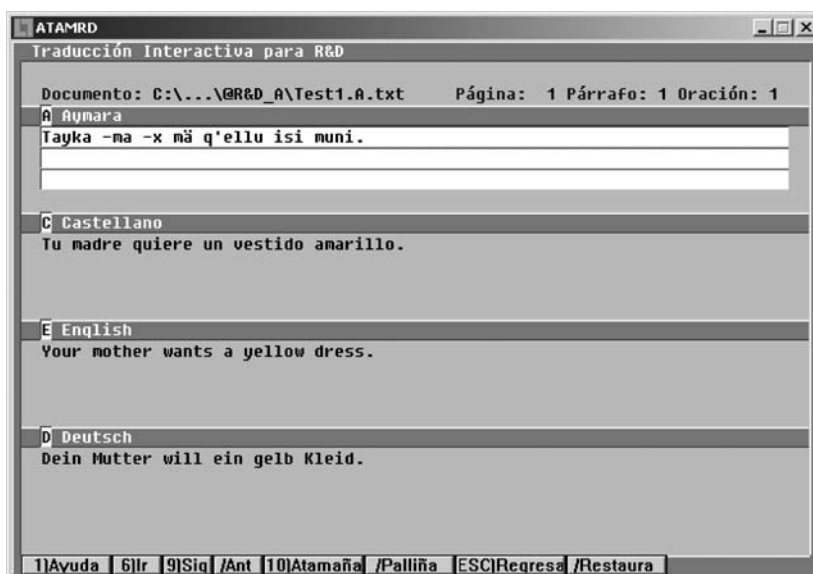 ATAMRD
Traducción Interactiva para R&D
Documento: C:\...\@R&D_A\Test1.A.txt Página: 1 Párrafo: 1 Oración: 1
A Aymara
Tayka -ma -x mä q'ellu isi muni.
C Castellano
Tu madre quiere un vestido amarillo.
E English
Your mother wants a yellow dress.
D Deutsch
Dein Mutter will ein gelb Kleid.
1)Ayuda 6)Ir 9)Sig /Ant 10)Atamaña /Palliña ESC)Regresa /Restaura